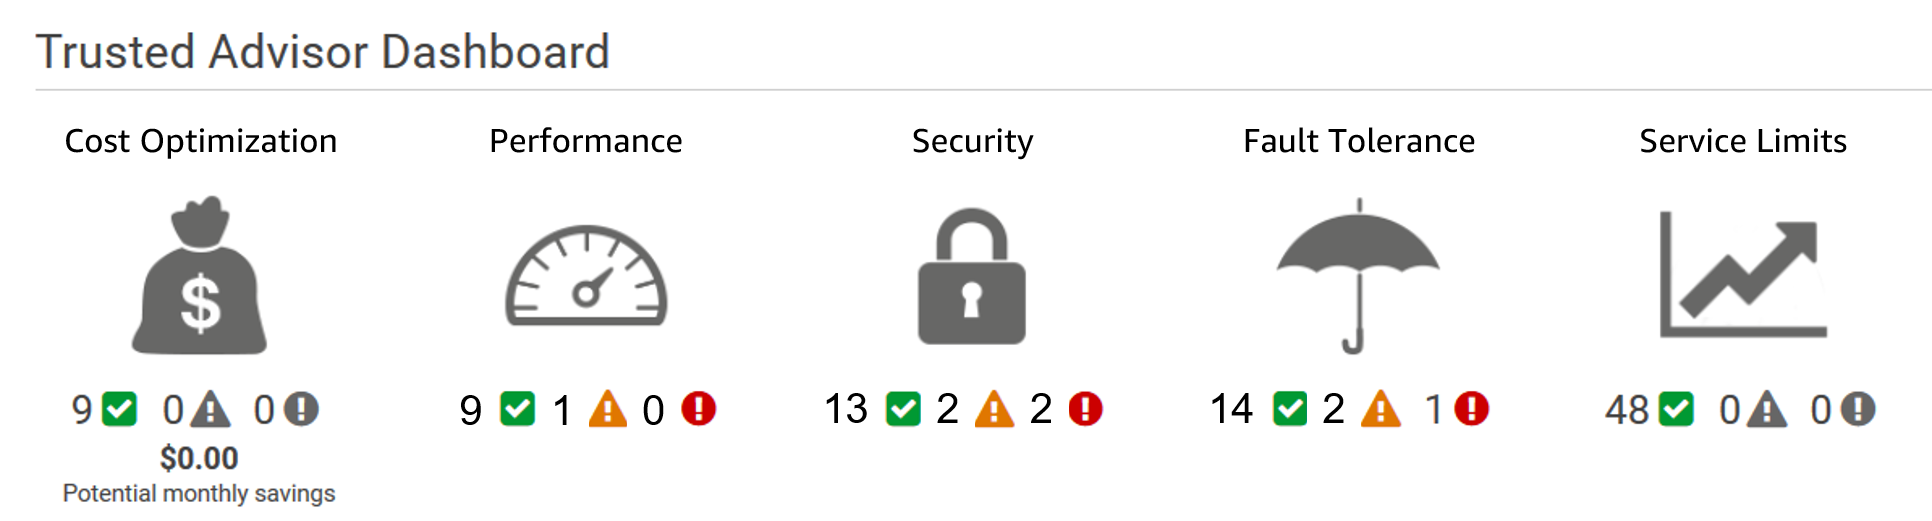 Trusted Advisor Dashboard
Cost Optimization Performance Security Fault Tolerance Service Limits
$
9 0 0 9 1 0 13 2 2 14 2 1 48 0 0
$0.00
Potential monthly savings